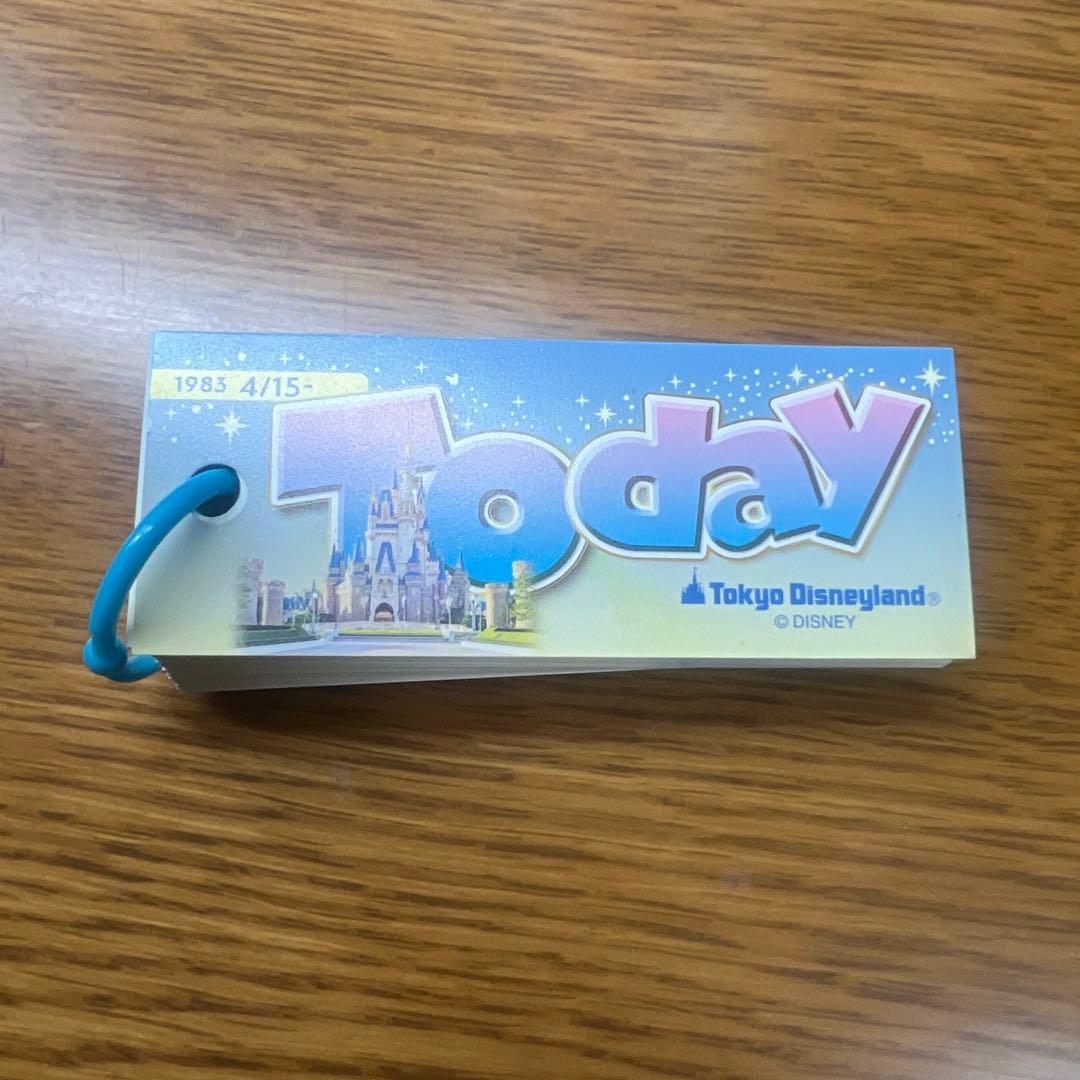 1983 4/15-
Today
Tokyo Disneyland®
© DISNEY